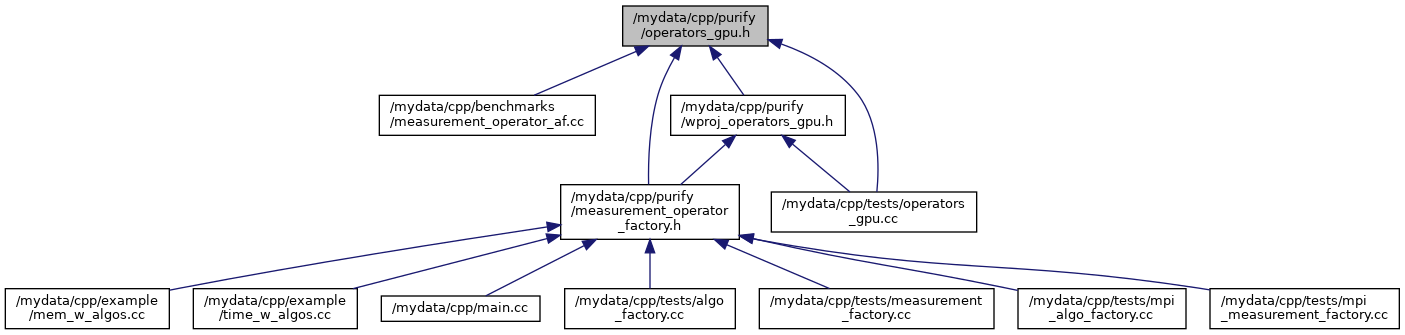 /mydata/cpp/purify
/operators_gpu.h
/mydata/cpp/benchmarks
/measurement_operator_af.cc
/mydata/cpp/purify
/wproj_operators_gpu.h
/mydata/cpp/purify
/measurement_operator
_factory.h
/mydata/cpp/tests/operators
_gpu.cc
/mydata/cpp/example
/mem_w_algos.cc
/mydata/cpp/example
/time_w_algos.cc
/mydata/cpp/main.cc
/mydata/cpp/tests/algo
_factory.cc
/mydata/cpp/tests/measurement
_factory.cc
/mydata/cpp/tests/mpi
_algo_factory.cc
/mydata/cpp/tests/mpi
_measurement_factory.cc